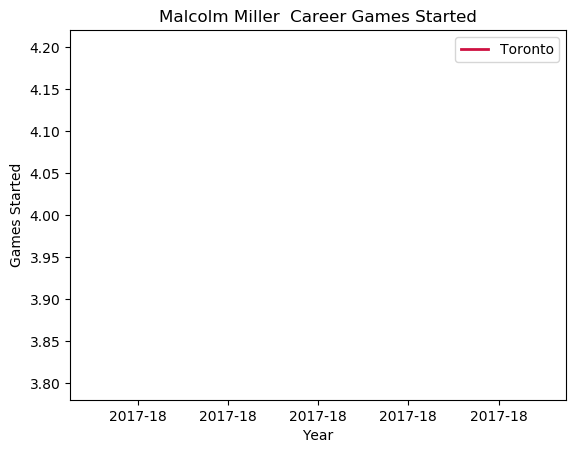 Malcolm Miller  Career Games Started
Toronto
Games Started
4.20
4.15
4.10
4.05
4.00
3.95
3.90
3.85
3.80
2017-18 2017-18 2017-18 2017-18 2017-18
Year